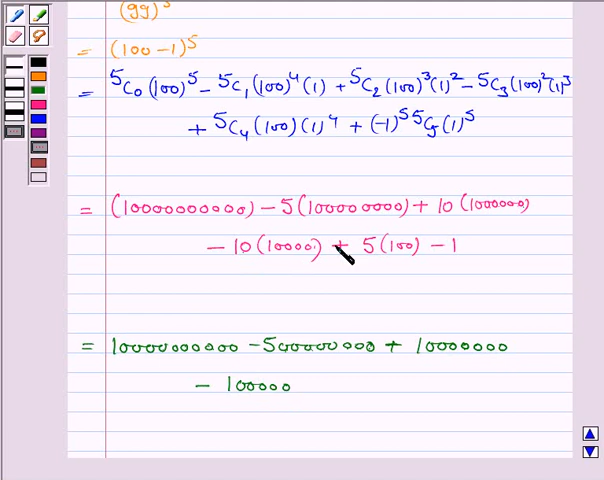 (99)⁵
= (100 - 1)⁵
= ⁵C₀(100)⁵ - ⁵C₁(100)⁴(1) + ⁵C₂(100)³(1)² - ⁵C₃(100)²(1)³
+ ⁵C₄(100)(1)⁴ + (-1)⁵ ⁵C₅(1)⁵
= (10000000000) - 5(100000000) + 10(1000000)
- 10(10000) + 5(100) - 1
= 10000000000 - 500000000 + 10000000
- 100000